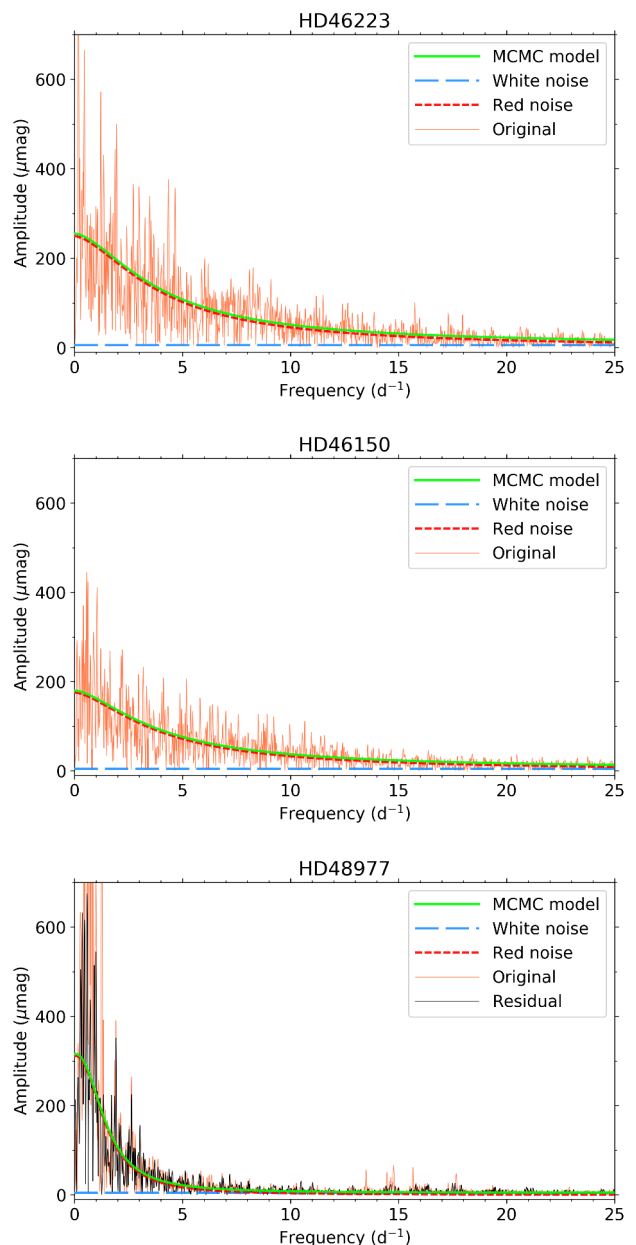 HD46223
600
400
200
0
Amplitude (μmag)
MCMC model
White noise
Red noise
Original
0 5 10 15 20 25
Frequency (d⁻¹)
HD46150
600
400
200
0
Amplitude (μmag)
MCMC model
White noise
Red noise
Original
0 5 10 15 20 25
Frequency (d⁻¹)
HD48977
600
400
200
0
Amplitude (μmag)
MCMC model
White noise
Red noise
Original
Residual
0 5 10 15 20 25
Frequency (d⁻¹)